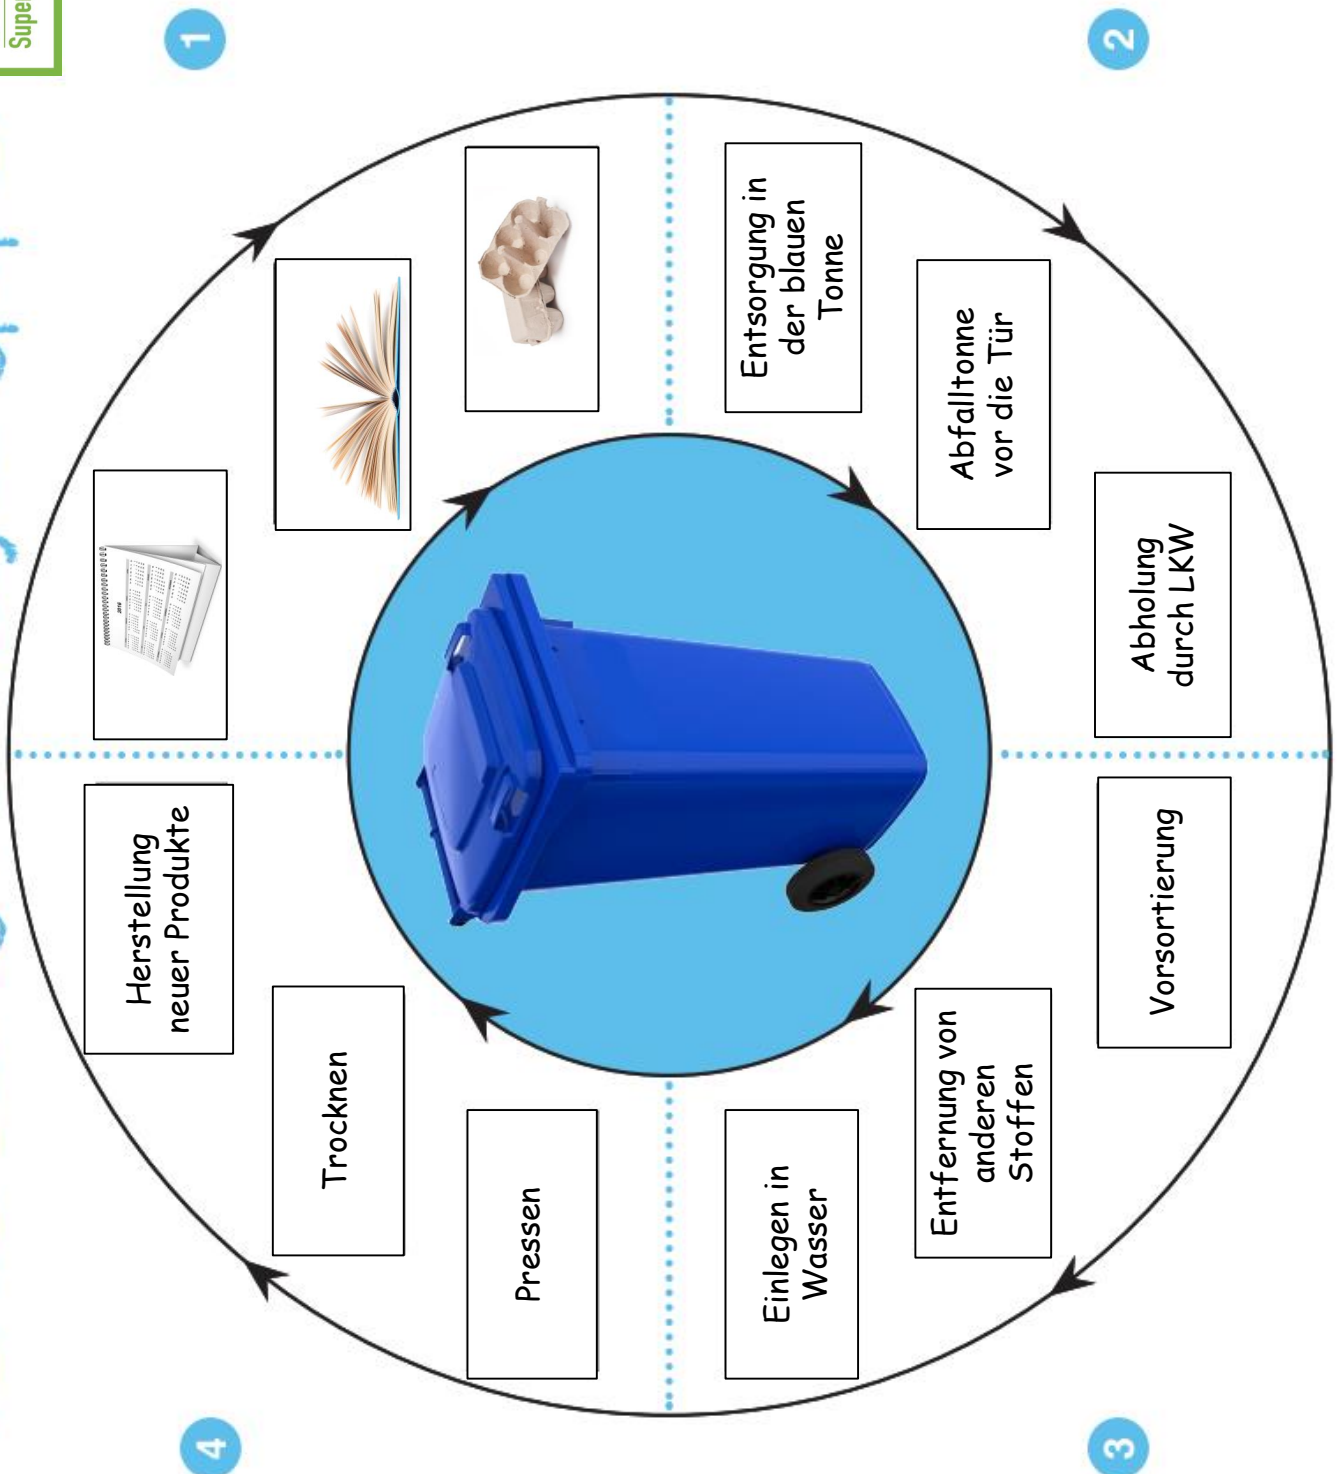 Supe
1
2
Entsorgung in
der blauen
Tonne
Abfalltonne
vor die Tür
Abholung
durch LKW
3
Vorsortierung
Entfernung von
anderen
Stoffen
Einlegen in
Wasser
4
Pressen
Trocknen
Herstellung
neuer Produkte